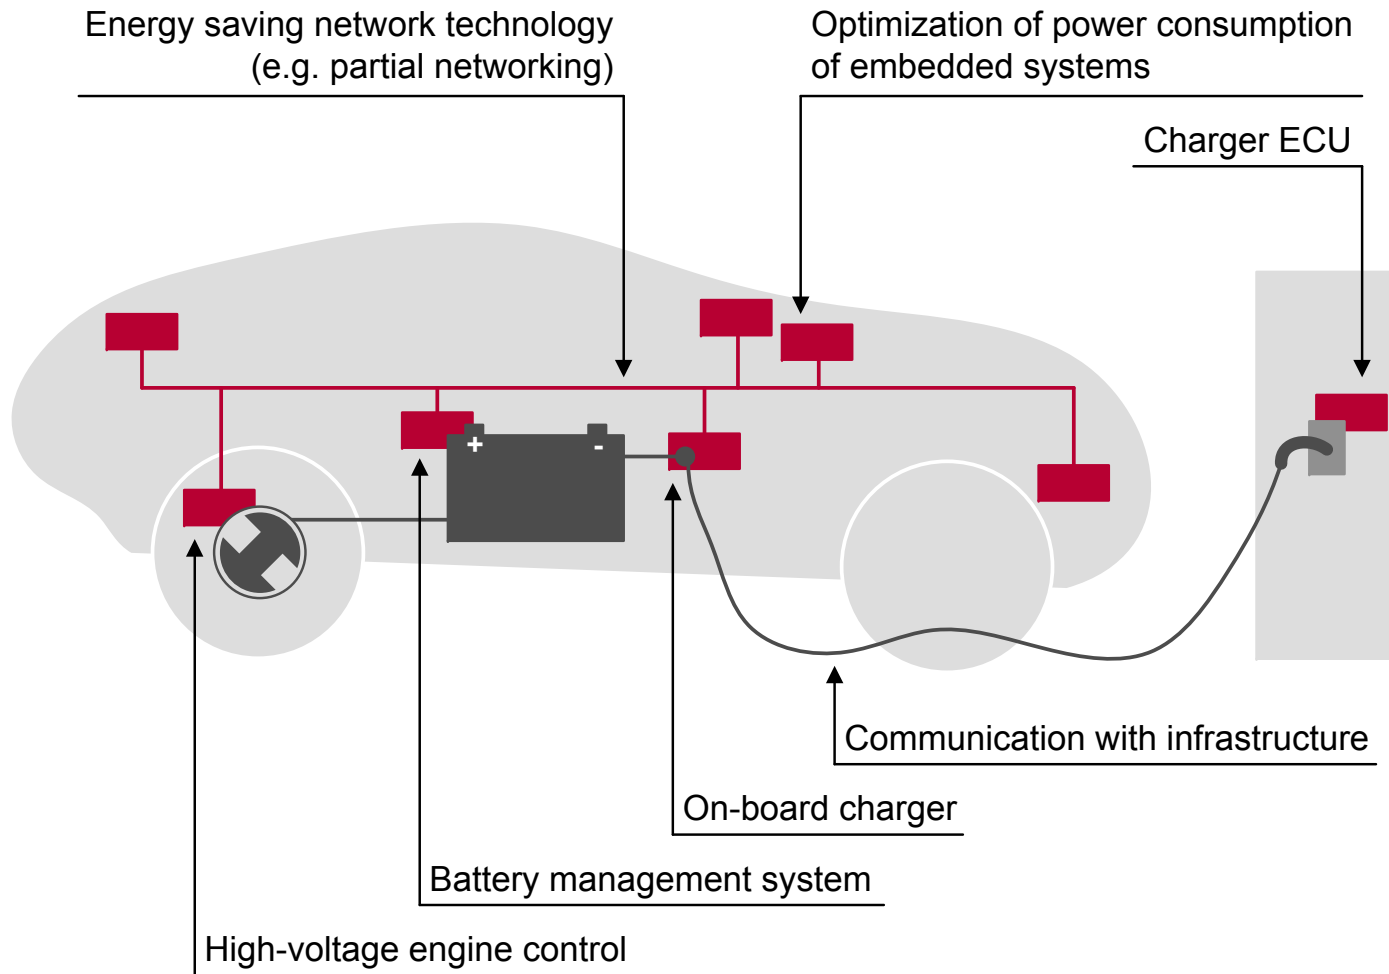 Energy saving network technology
(e.g. partial networking)
Optimization of power consumption
of embedded systems
Charger ECU
+ -
Communication with infrastructure
On-board charger
Battery management system
High-voltage engine control